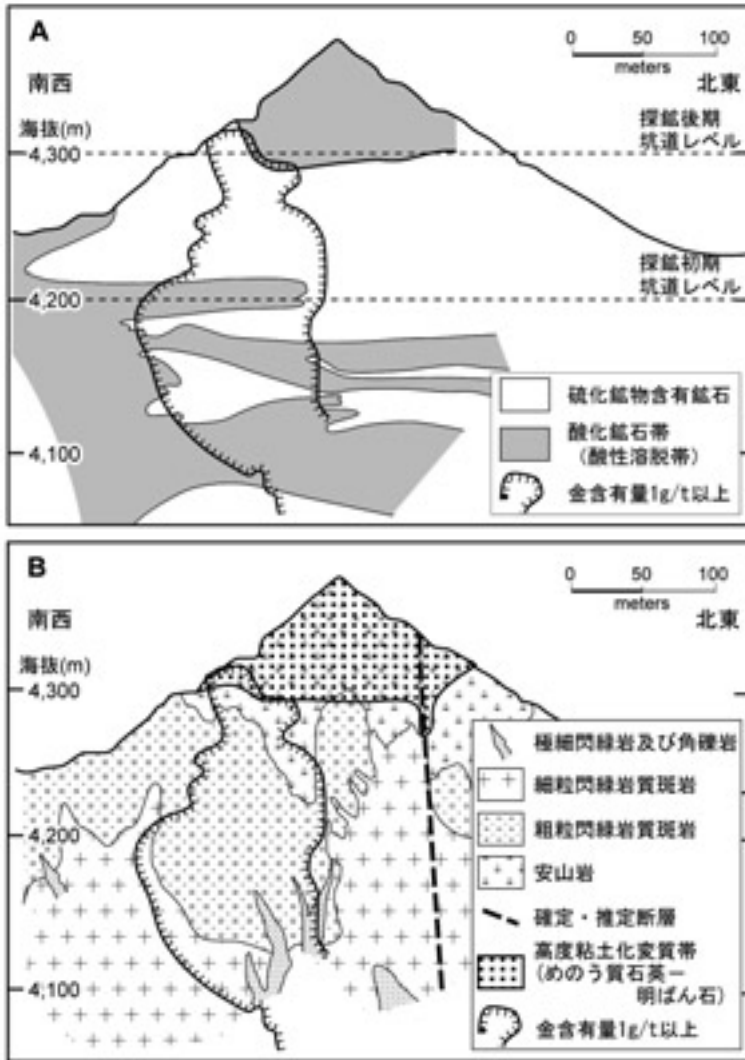 A
0 50 100
meters
南西
北東
海抜(m)
探鉱後期
坑道レベル
4,300
探鉱初期
坑道レベル
4,200
4,100
硫化鉱物含有鉱石
酸化鉱石帯
(酸性溶脱帯)
金含有量1g/t以上
B
0 50 100
meters
南西
北東
海抜(m)
4,300
4,200
4,100
極細閃緑岩及び角礫岩
細粒閃緑岩質斑岩
粗粒閃緑岩質斑岩
安山岩
確定・推定断層
高度粘土化変質帯
(めのう質石英ー
明ばん石)
金含有量1g/t以上